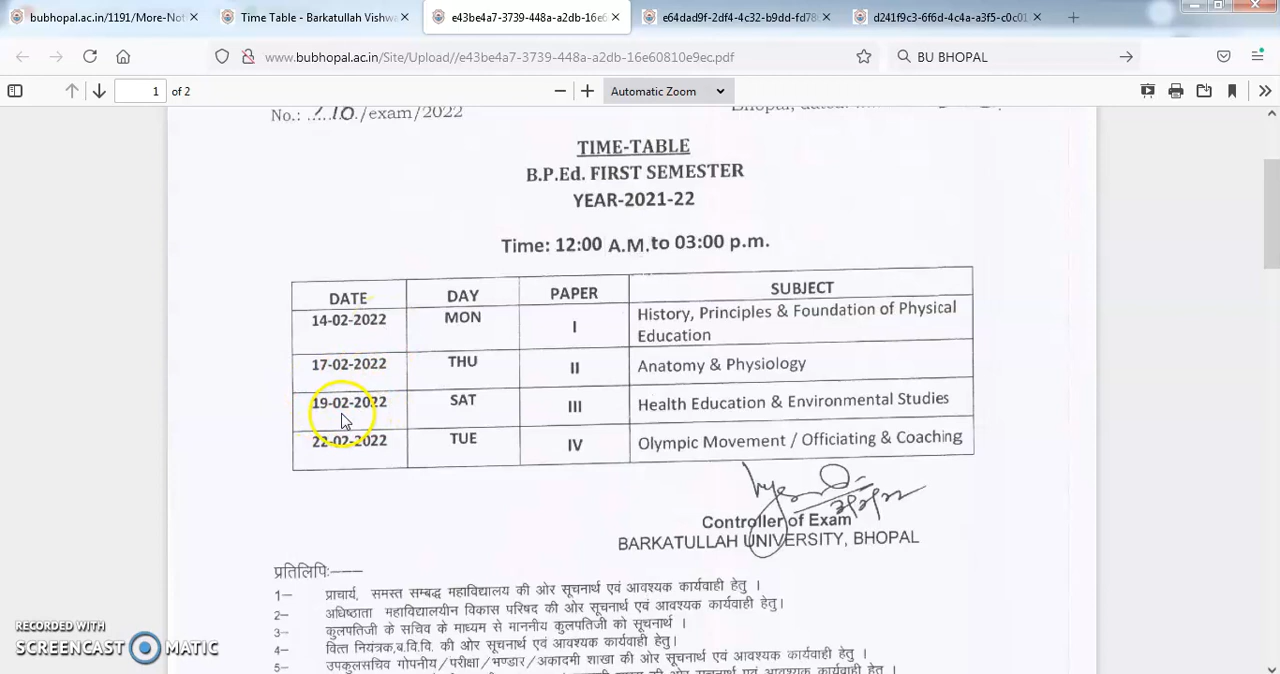 bubhopal.ac.in/1191/More-Not
Time Table - Barkatullah Vishwa
e43be4a7-3739-448a-a2db-16e6
e64dad9f-2df4-4c32-b9dd-fd78
d241f9c3-6f6d-4c4a-a3f5-c0c01
www.bubhopal.ac.in/Site/Upload//e43be4a7-3739-448a-a2db-16e60810e9ec.pdf
BU BHOPAL
1 of 2
Automatic Zoom
/exam/2022
TIME-TABLE
B.P.Ed. FIRST SEMESTER
YEAR-2021-22
Time: 12:00 A.M. to 03:00 p.m.
DATE DAY PAPER SUBJECT
14-02-2022 MON I History, Principles & Foundation of Physical
Education
17-02-2022 THU II Anatomy & Physiology
19-02-2022 SAT III Health Education & Environmental Studies
22-02-2022 TUE IV Olympic Movement / Officiating & Coaching
Controller of Exam
BARKATULLAH UNIVERSITY, BHOPAL
प्रतिलिपिः---
1— प्राचार्य, समस्त सम्बद्ध महाविद्यालय की ओर सूचनार्थ एवं आवश्यक कार्यवाही हेतु ।
2— अधिष्ठाता महाविद्यालयीन विकास परिषद की ओर सूचनार्थ एवं आवश्यक कार्यवाही हेतु।
3— कुलपतिजी के सचिव के माध्यम से माननीय कुलपतिजी को सूचनार्थ ।
4— वित्त नियंत्रक,ब.वि.वि. की ओर सूचनार्थ एवं आवश्यक कार्यवाही हेतु।
5— उपकुलसचिव गोपनीय/परीक्षा/भण्डार/अकादमी शाखा की ओर सूचनार्थ एवं आवश्यक कार्यवाही हेतु ।
RECORDED WITH
SCREENCAST MATIC